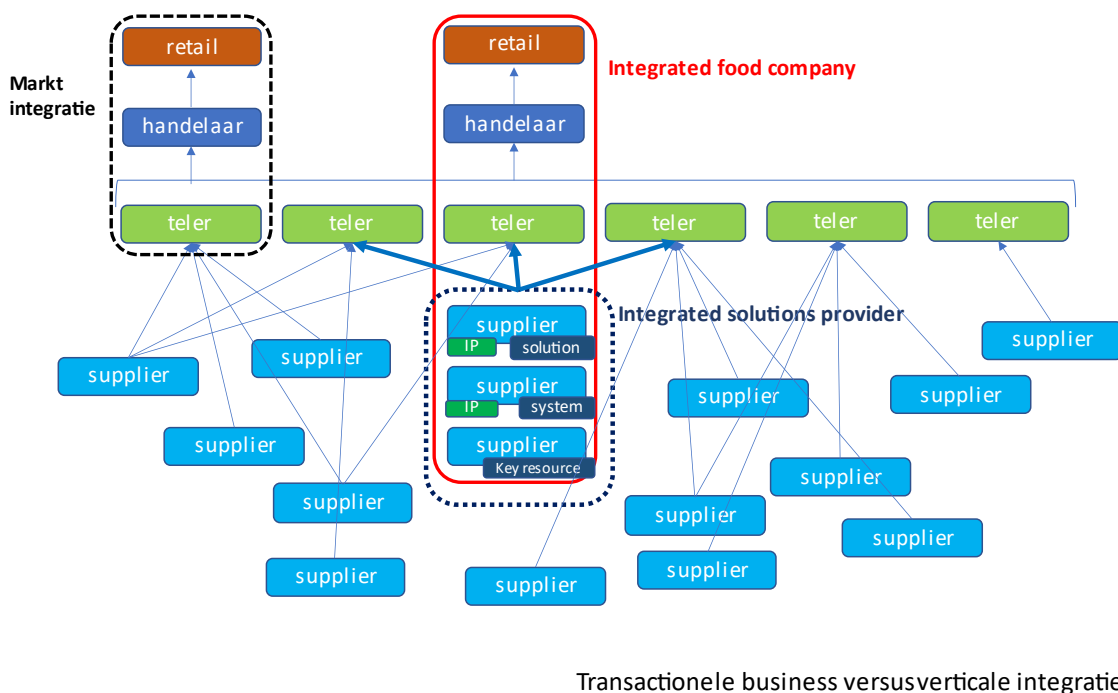 retail
retail
Integrated food company
Markt
integratie
handelaar
handelaar
teler
teler
teler
teler
teler
teler
supplier
Integrated solutions provider
IP
solution
supplier
supplier
supplier
supplier
IP
system
supplier
supplier
supplier
supplier
Key resource
supplier
supplier
supplier
supplier
supplier
supplier
supplier
Transactionele business versus verticale integratie